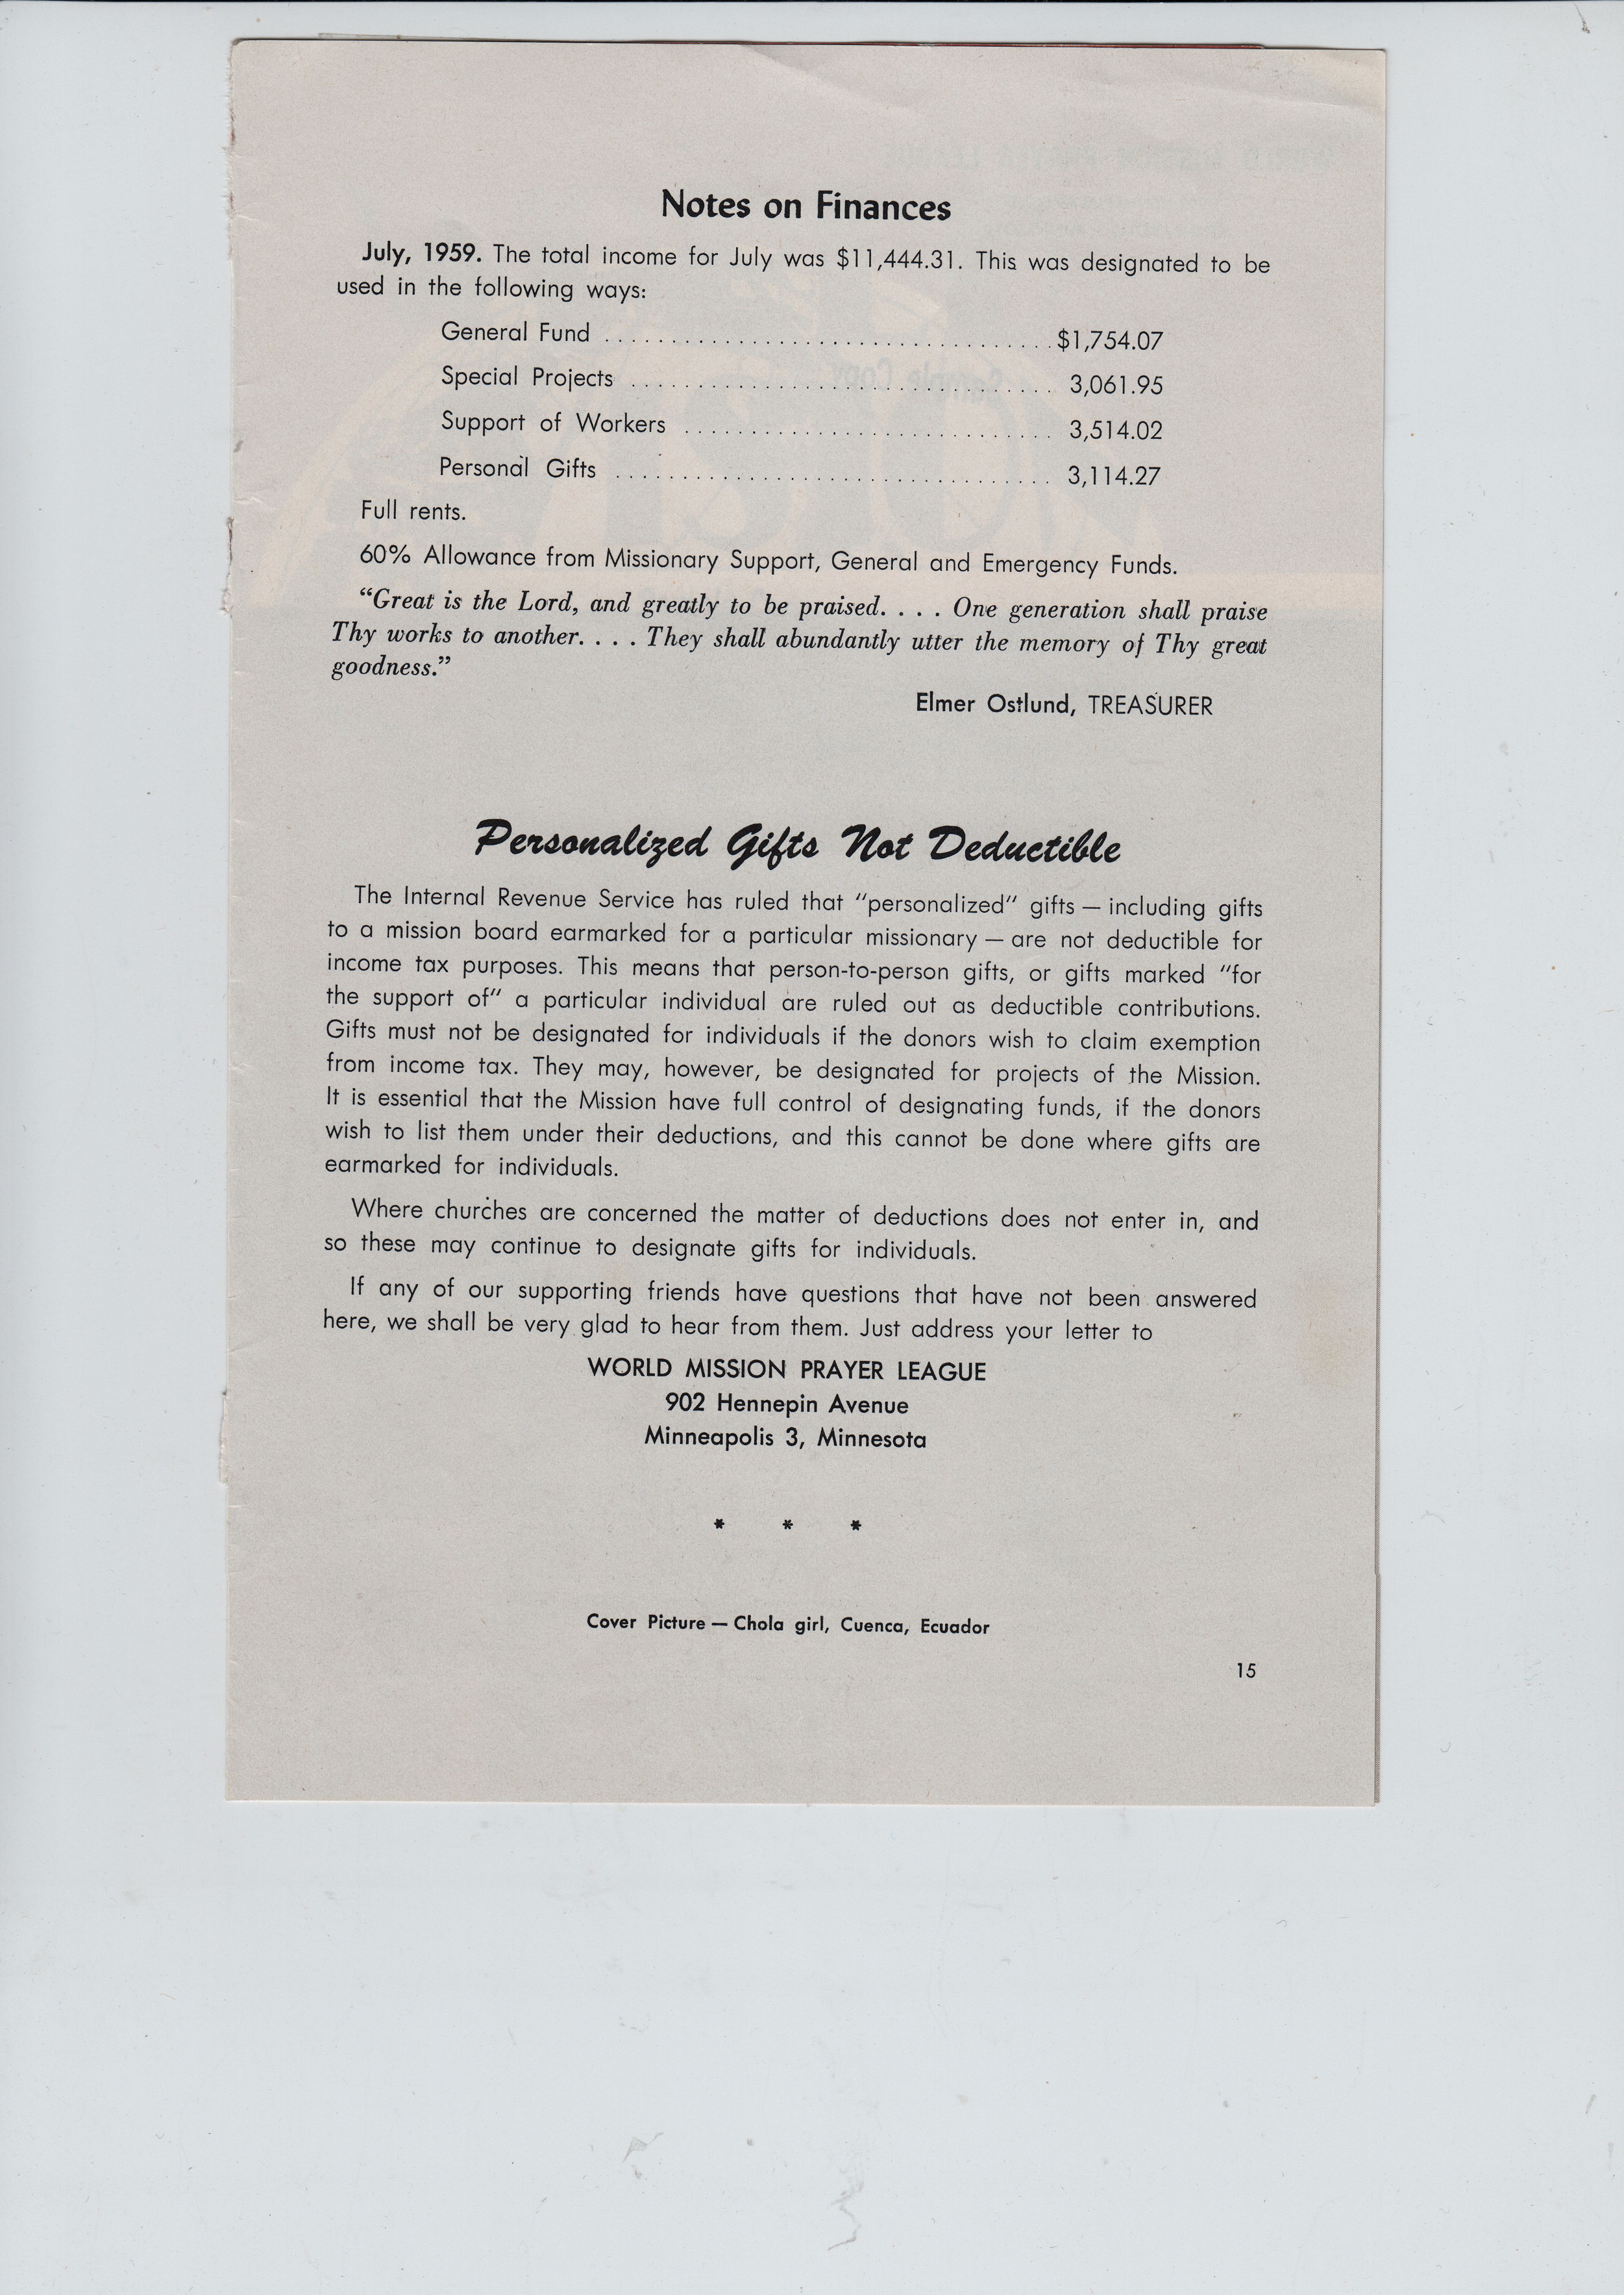 Notes on Finances
July, 1959. The total income for July was $11,444.31. This was designated to be
used in the following ways:
General Fund .................................. $1,754.07
Special Projects ................................ 3,061.95
Support of Workers ............................ 3,514.02
Personal Gifts ................................. 3,114.27
Full rents.
60% Allowance from Missionary Support, General and Emergency Funds.
“Great is the Lord, and greatly to be praised. . . . One generation shall praise
Thy works to another. . . . They shall abundantly utter the memory of Thy great
goodness.”
Elmer Ostlund, TREASURER
Personalized Gifts Not Deductible
The Internal Revenue Service has ruled that “personalized” gifts — including gifts
to a mission board earmarked for a particular missionary — are not deductible for
income tax purposes. This means that person-to-person gifts, or gifts marked “for
the support of” a particular individual are ruled out as deductible contributions.
Gifts must not be designated for individuals if the donors wish to claim exemption
from income tax. They may, however, be designated for projects of the Mission.
It is essential that the Mission have full control of designating funds, if the donors
wish to list them under their deductions, and this cannot be done where gifts are
earmarked for individuals.
Where churches are concerned the matter of deductions does not enter in, and
so these may continue to designate gifts for individuals.
If any of our supporting friends have questions that have not been answered
here, we shall be very glad to hear from them. Just address your letter to
WORLD MISSION PRAYER LEAGUE
902 Hennepin Avenue
Minneapolis 3, Minnesota
* * *
Cover Picture — Chola girl, Cuenca, Ecuador
15